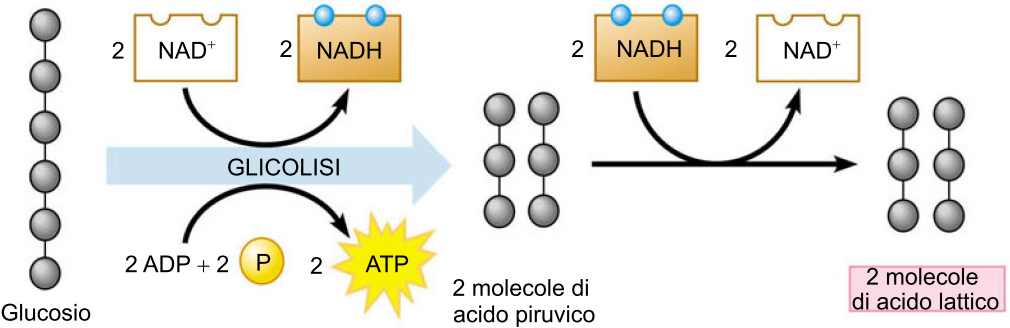 2 NAD⁺
2 NADH
2 NADH
2 NAD⁺
GLICOLISI
2 ADP + 2 P
2 ATP
Glucosio
2 molecole di
acido piruvico
2 molecole
di acido lattico